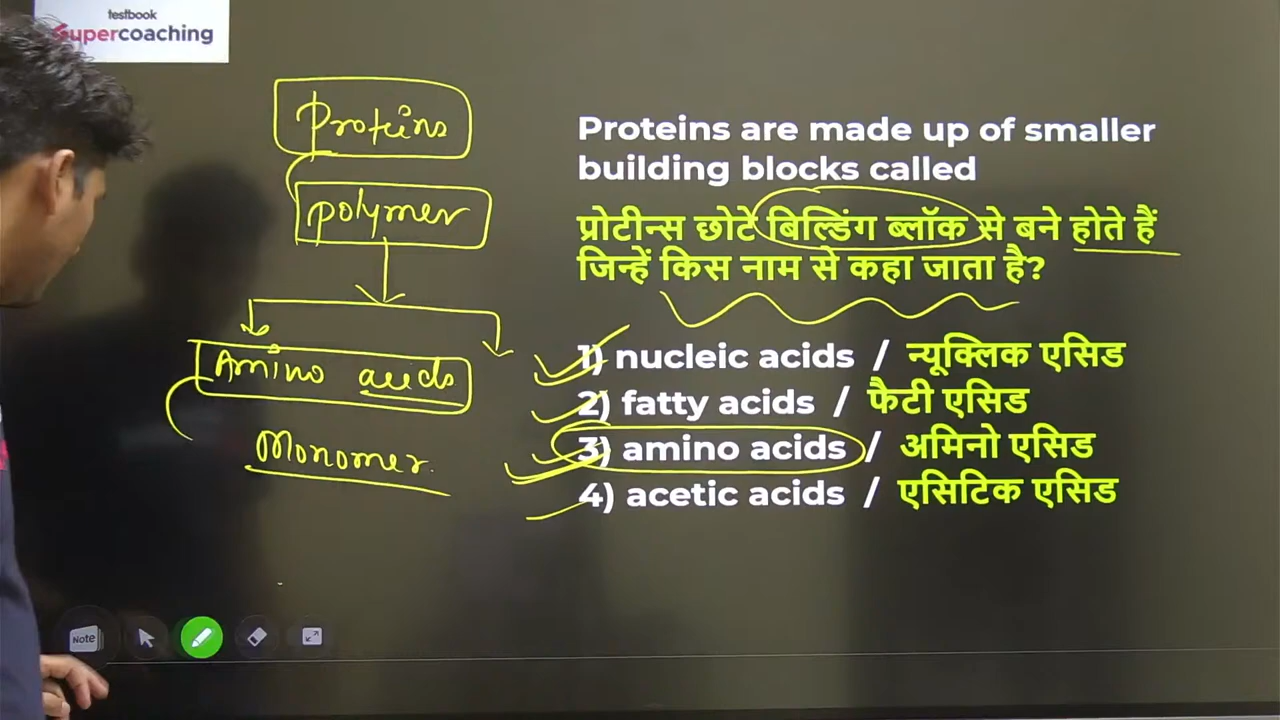 testbook
Supercoaching
Proteins
polymer
Amino acids
Monomer.
Proteins are made up of smaller
building blocks called
प्रोटीन्स छोटे बिल्डिंग ब्लॉक से बने होते हैं
जिन्हें किस नाम से कहा जाता है?
1) nucleic acids / न्यूक्लिक एसिड
2) fatty acids / फैटी एसिड
3) amino acids / अमिनो एसिड
4) acetic acids / एसिटिक एसिड
Note